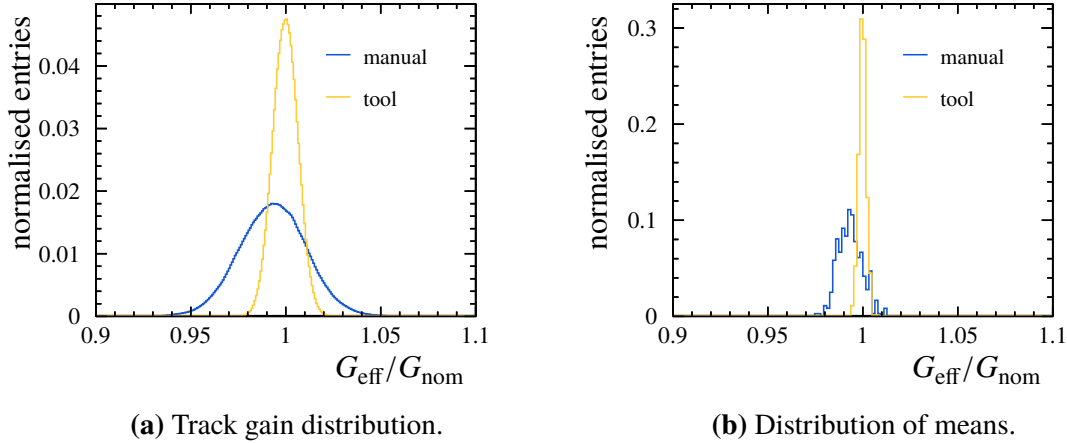 normalised entries
0.04
0.03
0.02
0.01
0
manual
tool
0.9 0.95 1 1.05 1.1
G_eff/G_nom
(a) Track gain distribution.
normalised entries
0.3
0.2
0.1
0
manual
tool
0.9 0.95 1 1.05 1.1
G_eff/G_nom
(b) Distribution of means.